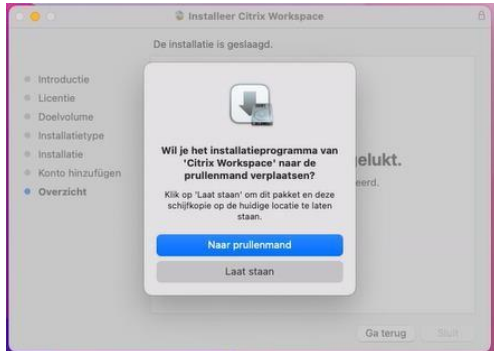 Installeer Citrix Workspace
De installatie is geslaagd.
Introductie
Licentie
Doelvolume
Installatietype
Installatie
Konto hinzufügen
Overzicht
Wil je het installatieprogramma van
'Citrix Workspace' naar de
prullenmand verplaatsen?
Klik op 'Laat staan' om dit pakket en deze
schijfkopie op de huidige locatie te laten
staan.
Naar prullenmand
Laat staan
elukt.
eerd.
Ga terug
Sluit